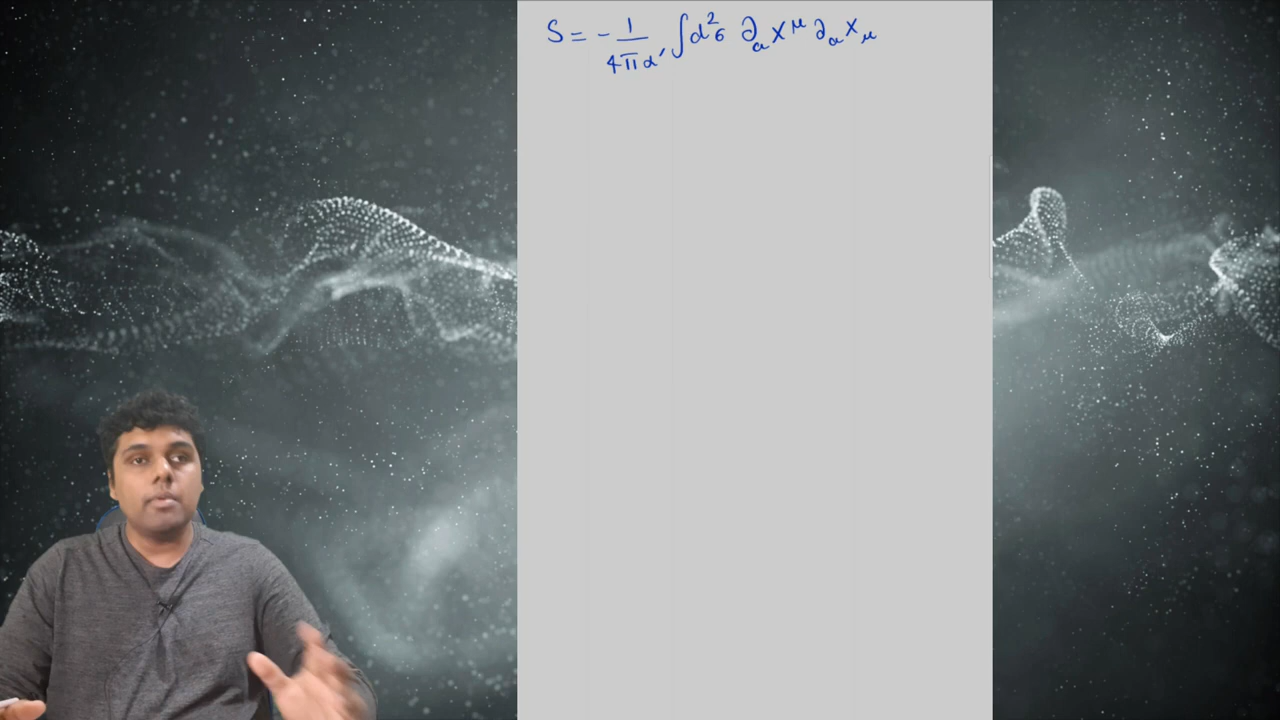 S = - 1/4πα' ∫d²σ ∂ₐX^μ ∂ₐX_μ